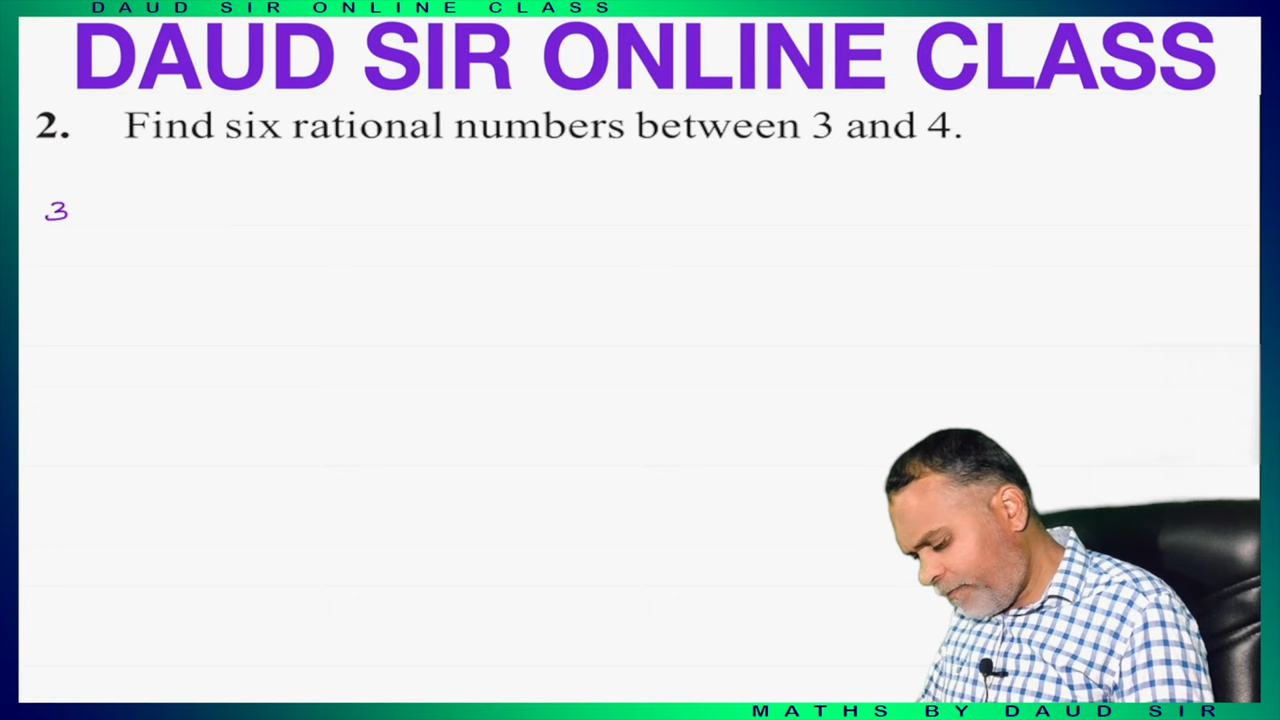 DAUD SIR ONLINE CLASS
DAUD SIR ONLINE CLASS
2. Find six rational numbers between 3 and 4.
3
MATHS BY DAUD SIR